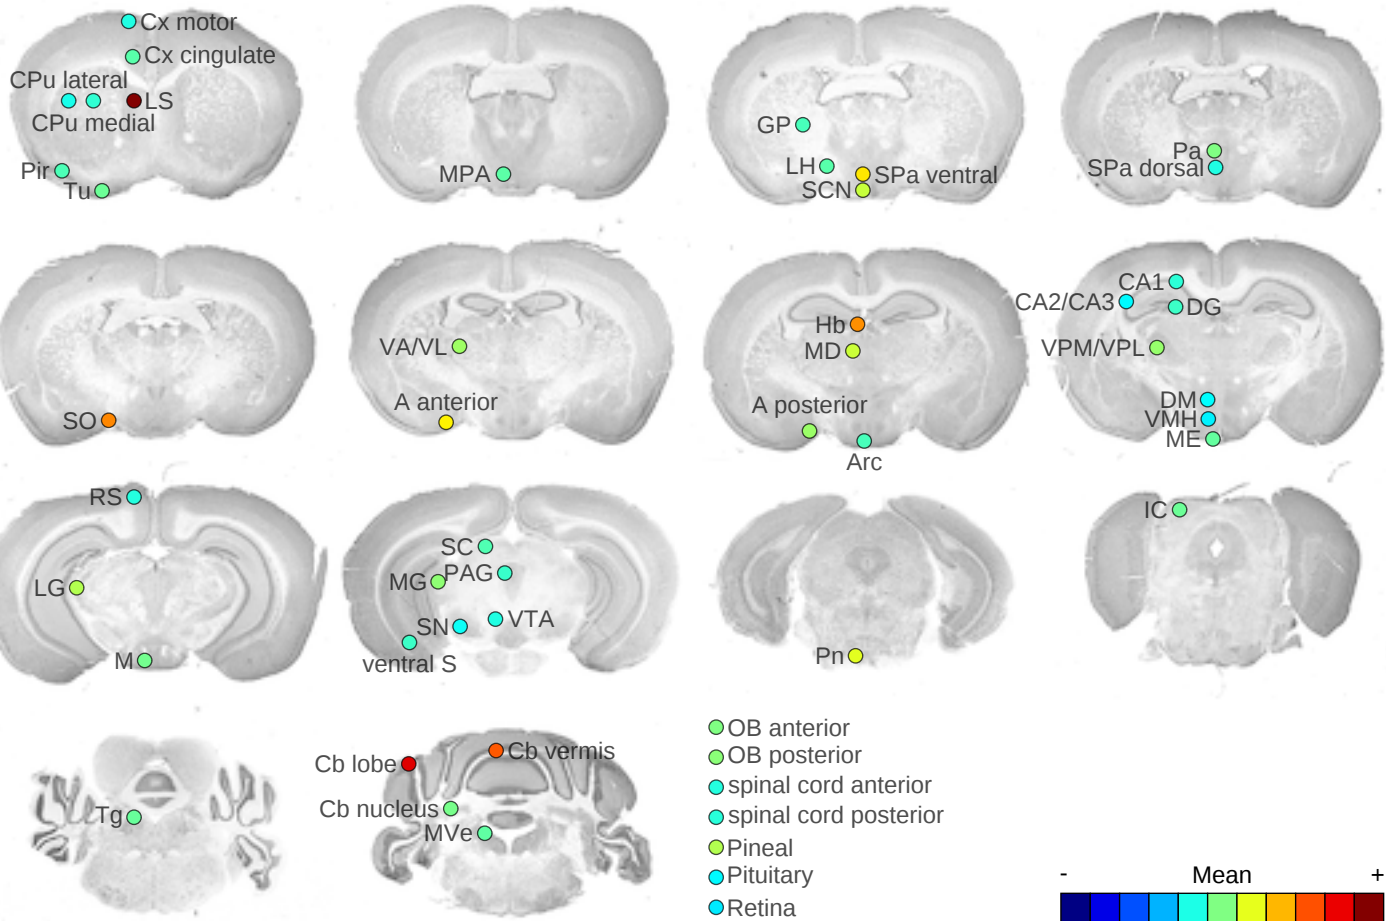 Cx motor
Cx cingulate
CPu lateral
LS
CPu medial
Pir
Tu
MPA
GP
LH
SPa ventral
SCN
Pa
SPa dorsal
SO
VA/VL
A anterior
Hb
MD
A posterior
Arc
CA1
CA2/CA3
DG
VPM/VPL
DM
VMH
ME
RS
LG
M
SC
MG
PAG
SN
VTA
ventral S
Pn
IC
Tg
Cb lobe
Cb vermis
Cb nucleus
MVe
OB anterior
OB posterior
spinal cord anterior
spinal cord posterior
Pineal
Pituitary
Retina
- Mean +